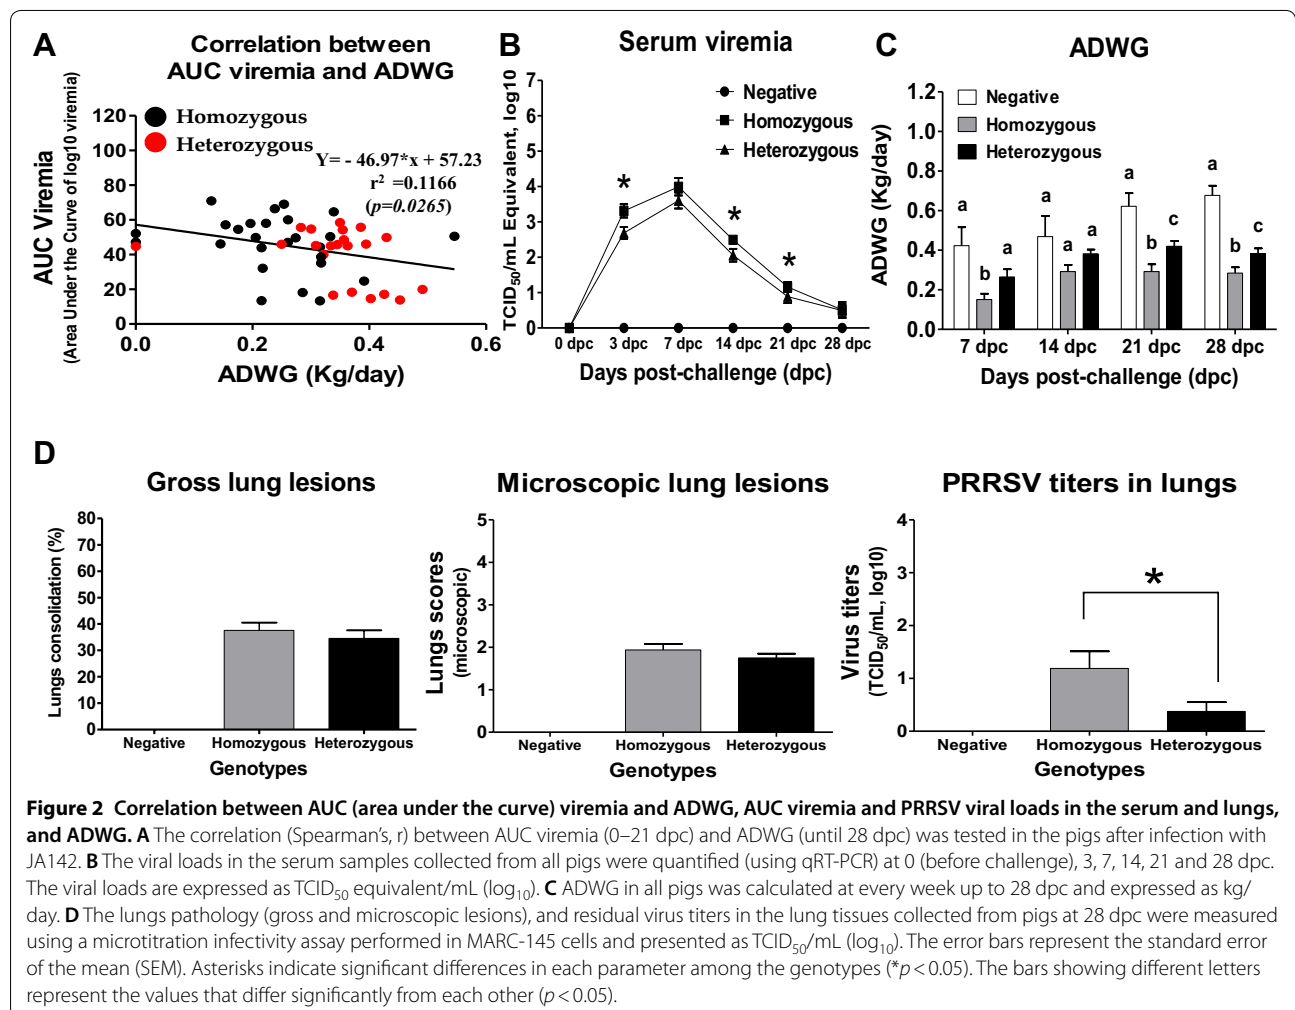 A
Correlation between
AUC viremia and ADWG
AUC Viremia
(Area Under the Curve of log10 viremia)
120
100
80
60
40
20
0
Homozygous
Heterozygous
Y= - 46.97*x + 57.23
r² =0.1166
(p=0.0265)
0.0 0.2 0.4 0.6
ADWG (Kg/day)
B
Serum viremia
TCID₅₀/mL Equivalent, log10
7
6
5
4
3
2
1
0
Negative
Homozygous
Heterozygous
*
*
*
0 dpc 3 dpc 7 dpc 14 dpc 21 dpc 28 dpc
Days post-challenge (dpc)
C
ADWG
ADWG (Kg/day)
1.2
1.0
0.8
0.6
0.4
0.2
0.0
Negative
Homozygous
Heterozygous
a b a
a a a
a b c
a b c
7 dpc 14 dpc 21 dpc 28 dpc
Days post-challenge (dpc)
D
Gross lung lesions
Lungs consolidation (%)
80
70
60
50
40
30
20
10
0
Negative Homozygous Heterozygous
Genotypes
Microscopic lung lesions
Lungs scores
(microscopic)
5
4
3
2
1
0
Negative Homozygous Heterozygous
Genotypes
PRRSV titers in lungs
Virus titers
(TCID₅₀/mL, log10)
4
3
2
1
0
*
Negative Homozygous Heterozygous
Genotypes
Figure 2 Correlation between AUC (area under the curve) viremia and ADWG, AUC viremia and PRRSV viral loads in the serum and lungs,
and ADWG. A The correlation (Spearman's, r) between AUC viremia (0–21 dpc) and ADWG (until 28 dpc) was tested in the pigs after infection with
JA142. B The viral loads in the serum samples collected from all pigs were quantified (using qRT-PCR) at 0 (before challenge), 3, 7, 14, 21 and 28 dpc.
The viral loads are expressed as TCID₅₀ equivalent/mL (log₁₀). C ADWG in all pigs was calculated at every week up to 28 dpc and expressed as kg/
day. D The lungs pathology (gross and microscopic lesions), and residual virus titers in the lung tissues collected from pigs at 28 dpc were measured
using a microtitration infectivity assay performed in MARC-145 cells and presented as TCID₅₀/mL (log₁₀). The error bars represent the standard error
of the mean (SEM). Asterisks indicate significant differences in each parameter among the genotypes (*p < 0.05). The bars showing different letters
represent the values that differ significantly from each other (p < 0.05).